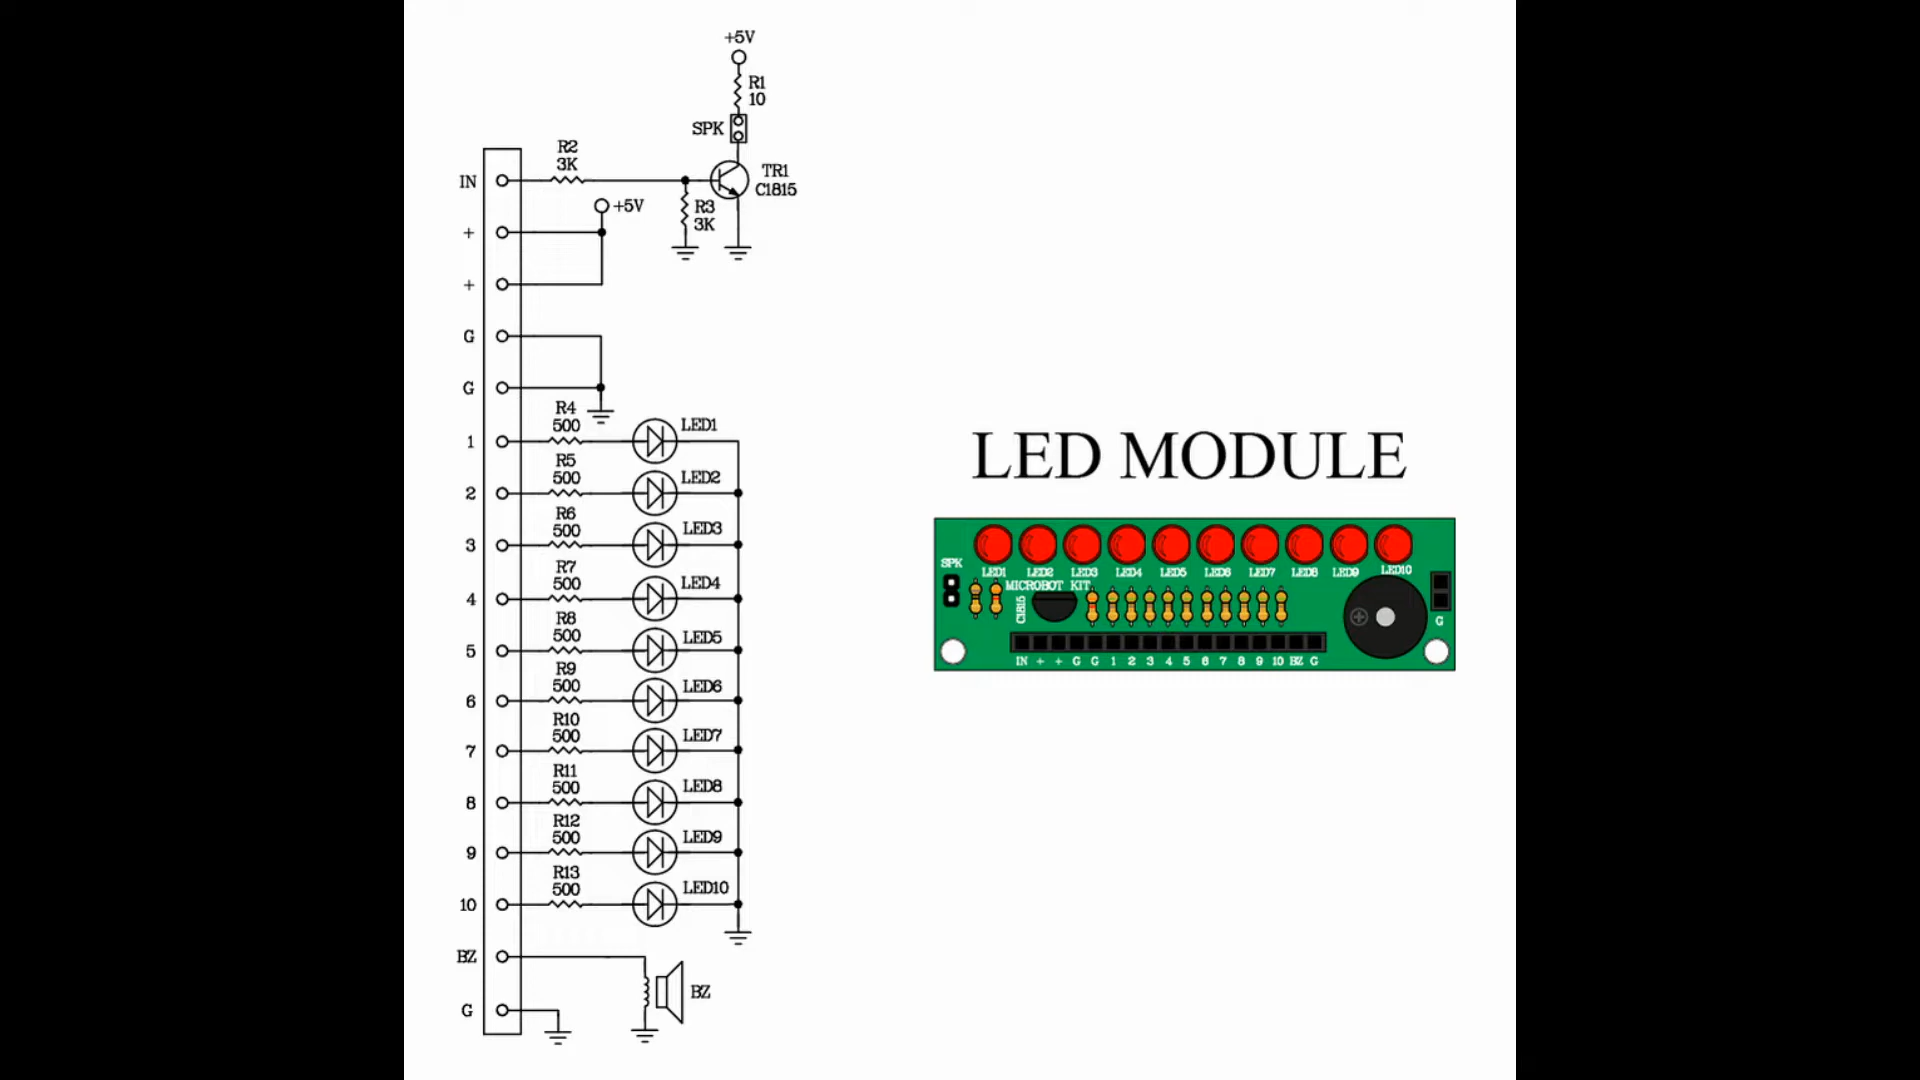 +5V
R1
10
SPK
R2
3K
TR1
C1815
IN
+5V
R3
3K
+
+
G
G
R4
500
LED1
1
R5
500
LED2
2
R6
500
LED3
3
R7
500
LED4
4
R8
500
LED5
5
R9
500
LED6
6
R10
500
LED7
7
R11
500
LED8
8
R12
500
LED9
9
R13
500
LED10
10
BZ
BZ
G
LED MODULE
SPK
LED1 LED2 LED3 LED4 LED5 LED6 LED7 LED8 LED9 LED10
MICROBOT KIT
C1815
G
IN + + G G 1 2 3 4 5 6 7 8 9 10 BZ G